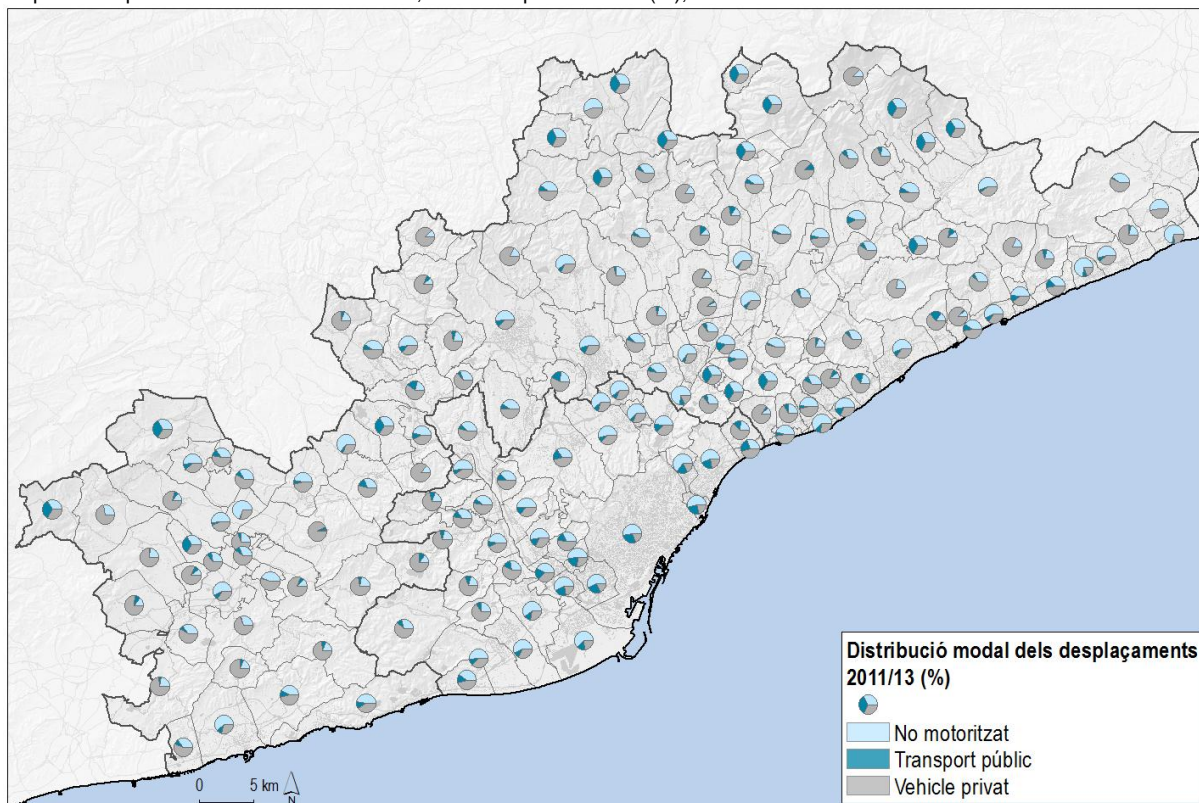 Distribució modal dels desplaçaments
2011/13 (%)
No motoritzat
Transport públic
Vehicle privat
0 5 km
N